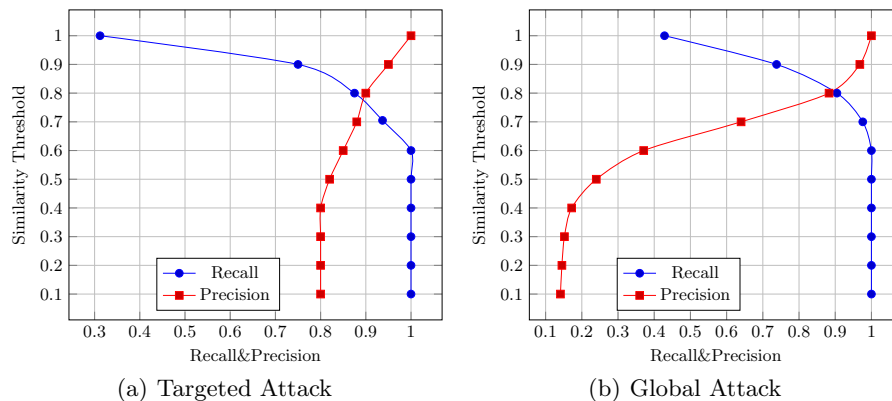 1
0.9
0.8
0.7
0.6
0.5
0.4
0.3
0.2
0.1
Similarity Threshold
Recall
Precision
0.3 0.4 0.5 0.6 0.7 0.8 0.9 1
Recall&Precision
(a) Targeted Attack
1
0.9
0.8
0.7
0.6
0.5
0.4
0.3
0.2
0.1
Similarity Threshold
Recall
Precision
0.1 0.2 0.3 0.4 0.5 0.6 0.7 0.8 0.9 1
Recall&Precision
(b) Global Attack